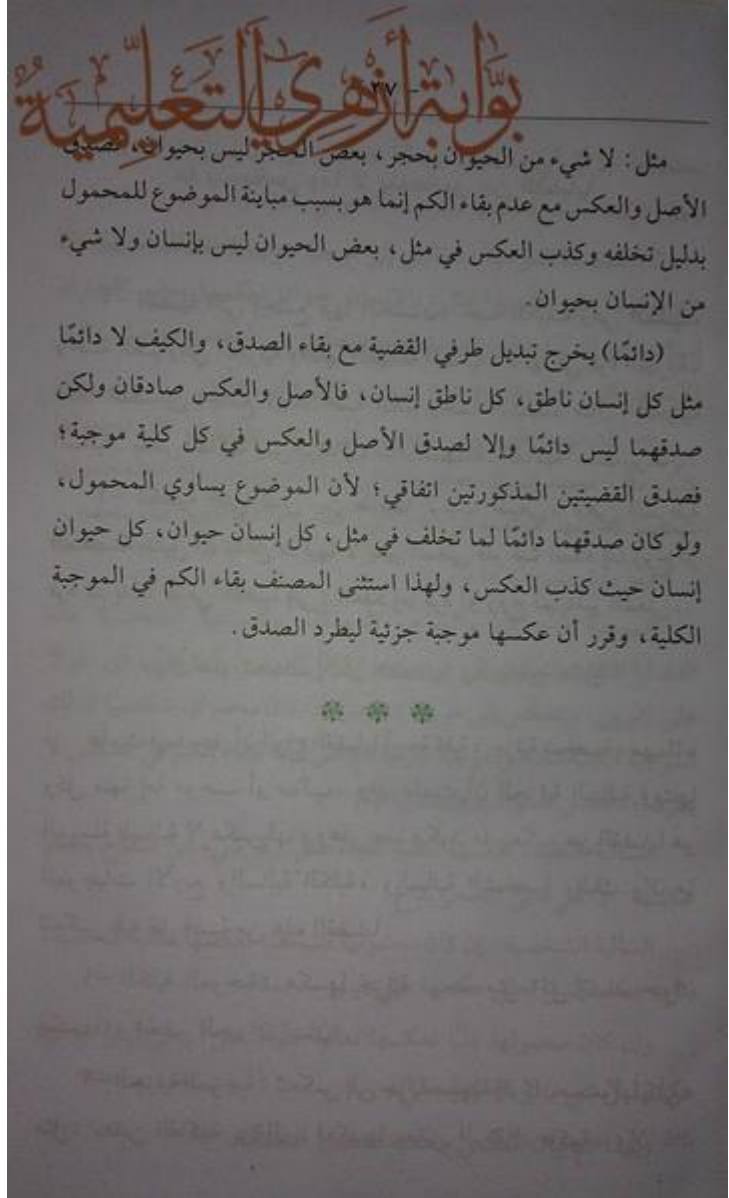 بوابة أزهري التعليمية
٢٧
مثل : لا شيء من الحيوان بحجر ، بعض الحجر ليس بحيوان، فصدق
الأصل والعكس مع عدم بقاء الكم إنما هو بسبب مباينة الموضوع للمحمول
بدليل تخلفه وكذب العكس في مثل، بعض الحيوان ليس بإنسان ولا شيء
من الإنسان بحيوان.
(دائمًا) يخرج تبديل طرفي القضية مع بقاء الصدق، والكيف لا دائمًا
مثل كل إنسان ناطق، كل ناطق إنسان، فالأصل والعكس صادقان ولكن
صدقهما ليس دائمًا وإلا لصدق الأصل والعكس في كل كلية موجبة؛
فصدق القضيتين المذكورتين اتفاقي؛ لأن الموضوع يساوي المحمول،
ولو كان صدقهما دائمًا لما تخلف في مثل، كل إنسان حيوان، كل حيوان
إنسان حيث كذب العكس، ولهذا استثنى المصنف بقاء الكم في الموجبة
الكلية، وقرر أن عكسها موجبة جزئية ليطرد الصدق.